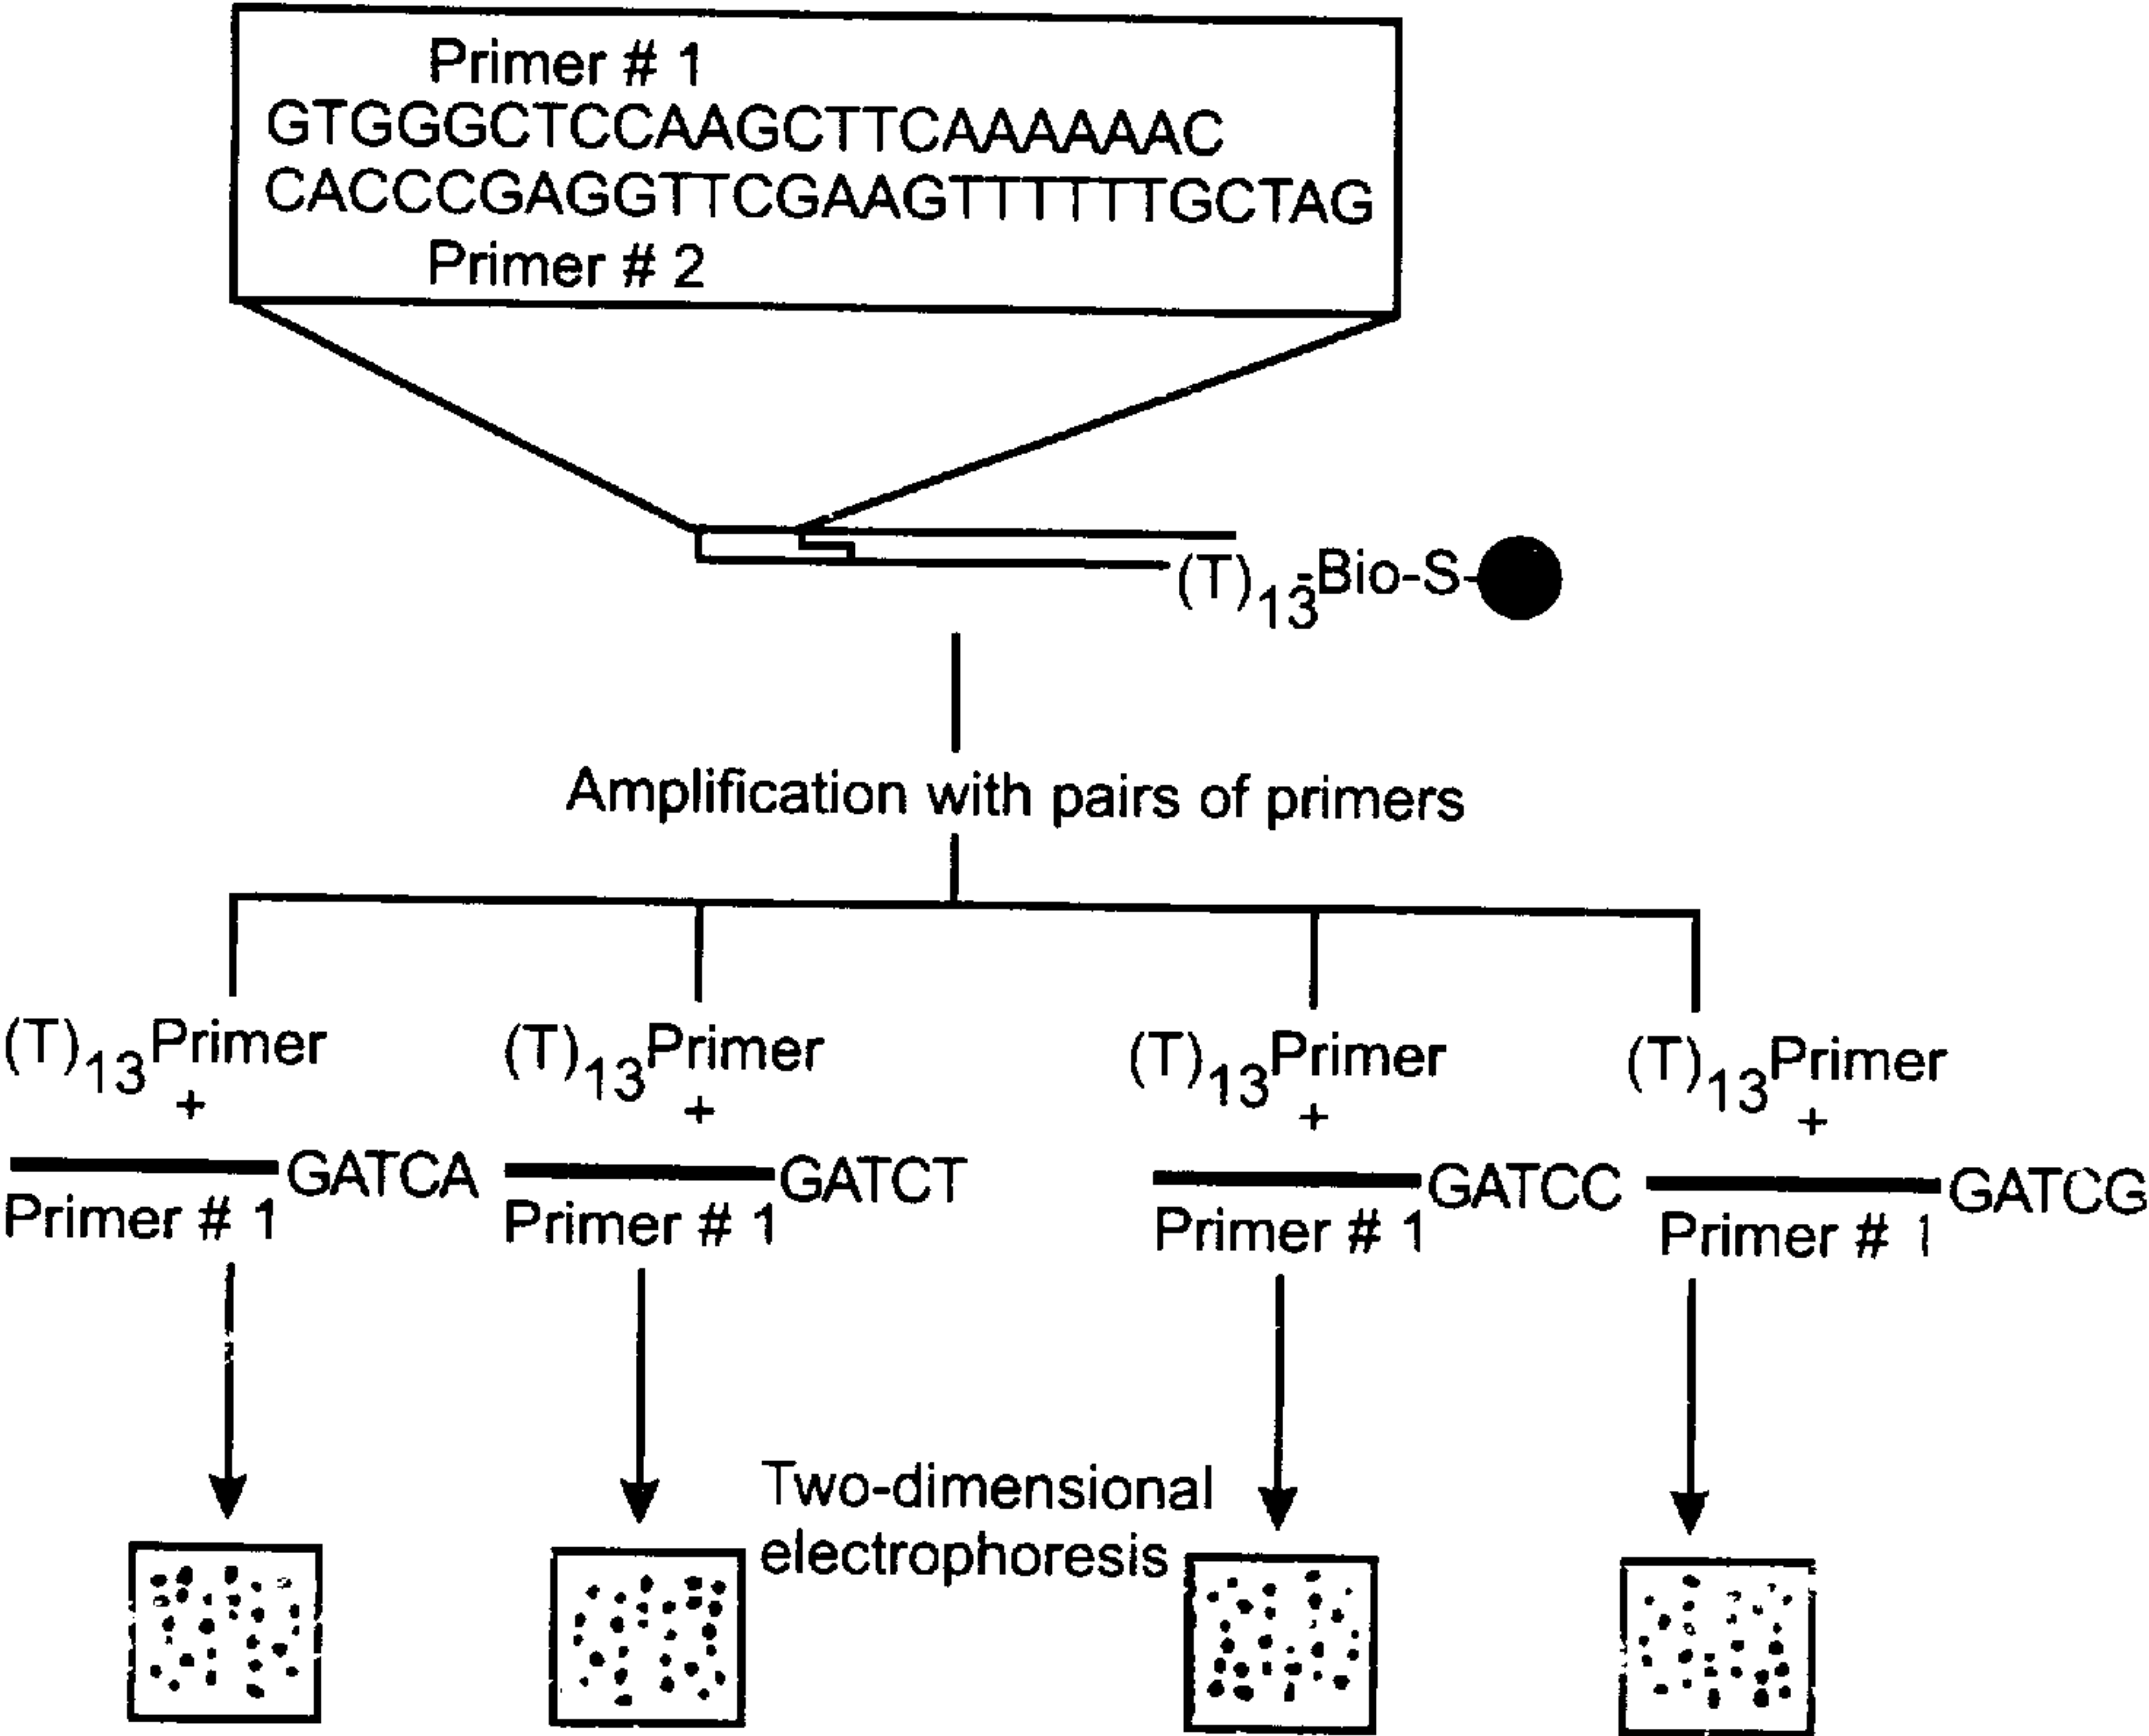 Primer # 1
GTGGGCTCCAAGCTTCAAAAAAC
CACCCGAGGTTCGAAGTTTTTTGCTAG
Primer # 2
(T)13-Bio-S-
Amplification with pairs of primers
(T)13Primer (T)13Primer (T)13Primer (T)13Primer
+ + + +
GATCA GATCT GATCC GATCG
Primer # 1 Primer # 1 Primer # 1 Primer # 1
Two-dimensional
electrophoresis